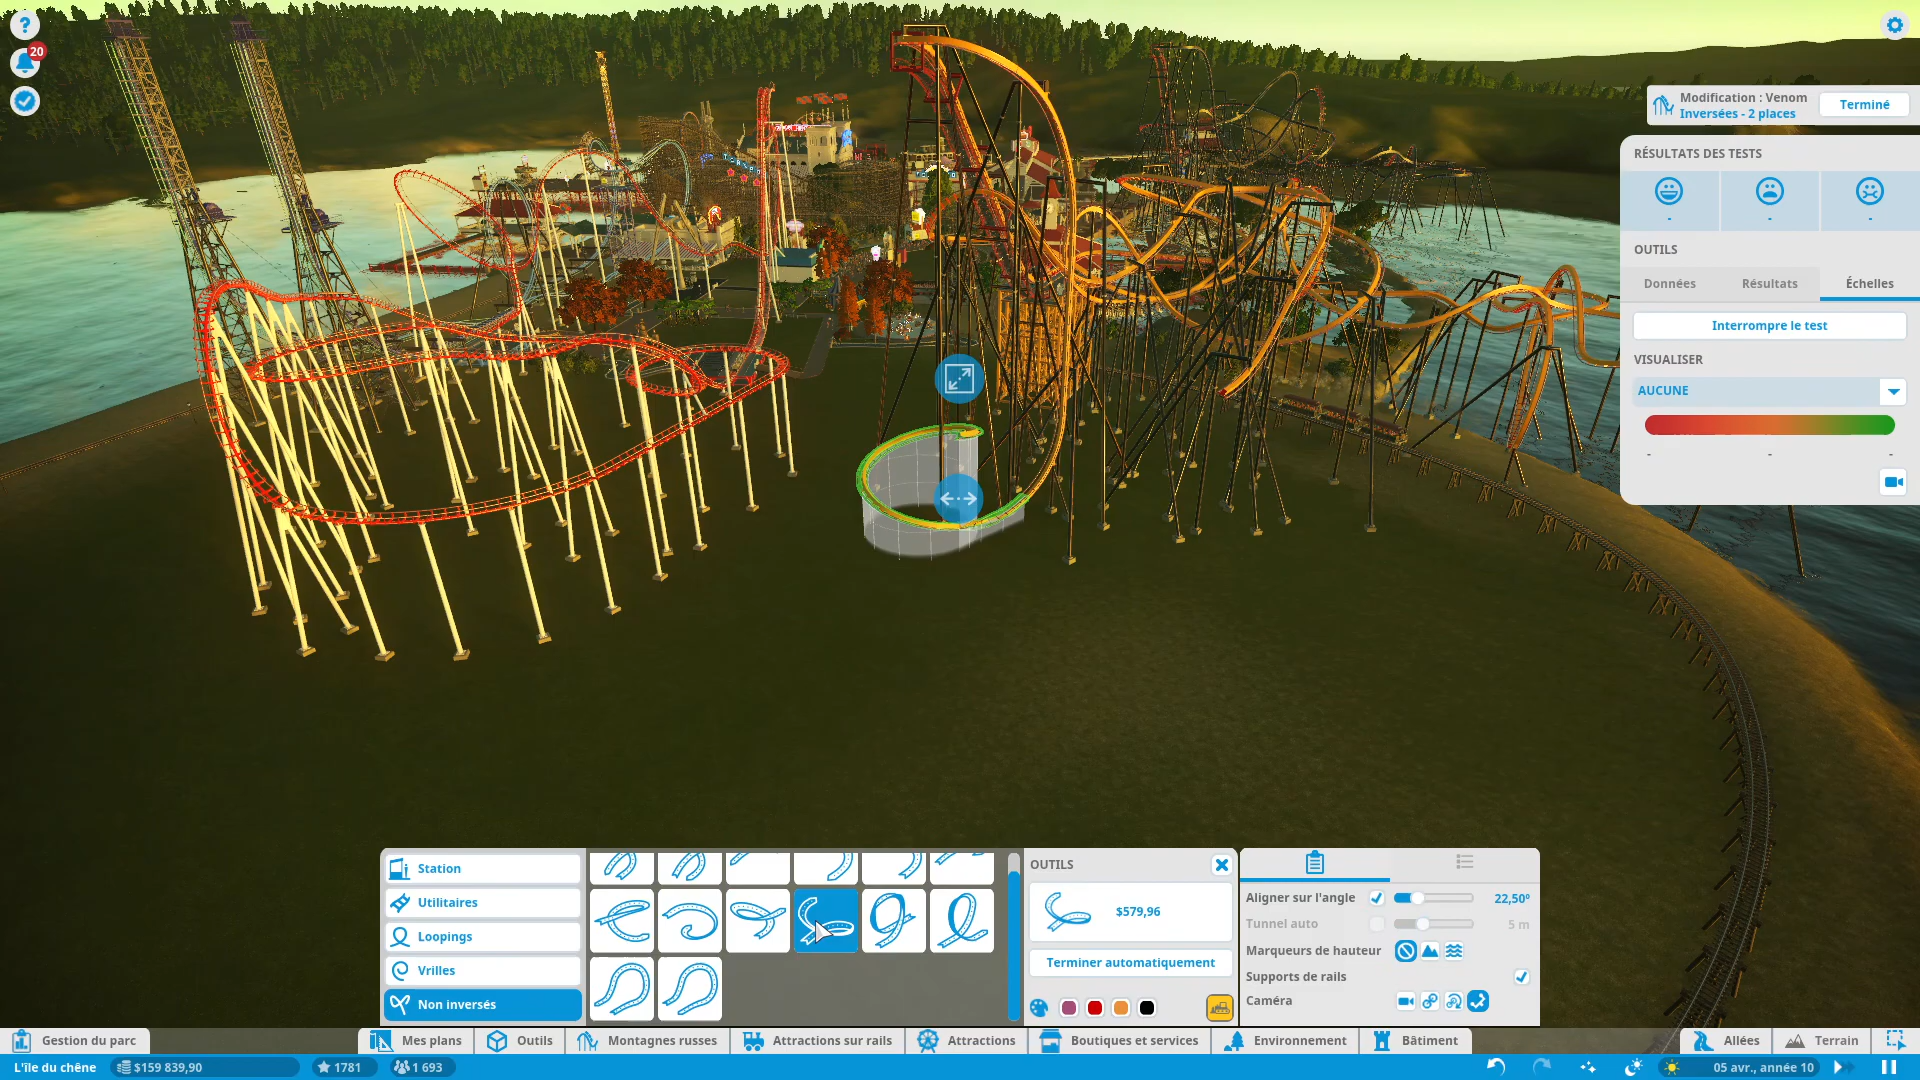 20
Modification : Venom
Inversées - 2 places
Terminé
RÉSULTATS DES TESTS
- - -
OUTILS
Données Résultats Échelles
Interrompre le test
VISUALISER
AUCUNE
- - -
Station
Utilitaires
Loopings
Vrilles
Non inversés
OUTILS
$579,96
Terminer automatiquement
Aligner sur l'angle 22,50°
Tunnel auto 5 m
Marqueurs de hauteur
Supports de rails
Caméra
Gestion du parc Mes plans Outils Montagnes russes Attractions sur rails Attractions Boutiques et services Environnement Bâtiment Allées Terrain
L'île du chêne $159 839,90 1781 1 693 05 avr., année 10